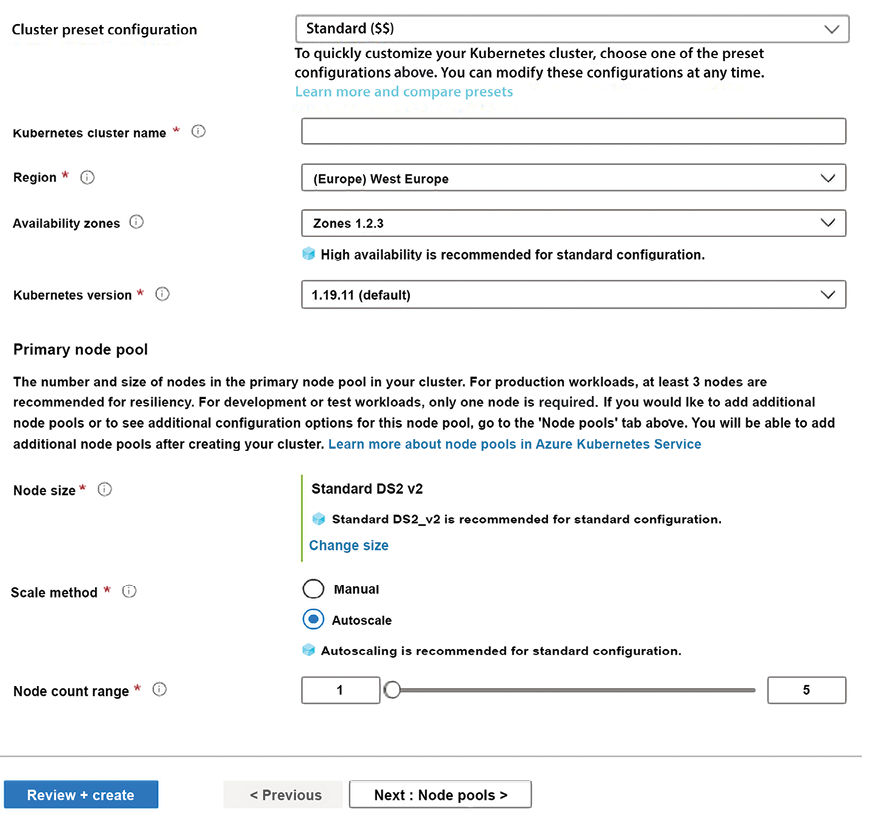 Cluster preset configuration
Standard ($$)
To quickly customize your Kubernetes cluster, choose one of the preset
configurations above. You can modify these configurations at any time.
Learn more and compare presets
Kubernetes cluster name *
Region *
(Europe) West Europe
Availability zones
Zones 1.2.3
High availability is recommended for standard configuration.
Kubernetes version *
1.19.11 (default)
Primary node pool
The number and size of nodes in the primary node pool in your cluster. For production workloads, at least 3 nodes are
recommended for resiliency. For development or test workloads, only one node is required. If you would lke to add additional
node pools or to see additional configuration options for this node pool, go to the 'Node pools' tab above. You will be able to add
additional node pools after creating your cluster. Learn more about node pools in Azure Kubernetes Service
Node size *
Standard DS2 v2
Standard DS2_v2 is recommended for standard configuration.
Change size
Scale method *
Manual
Autoscale
Autoscaling is recommended for standard configuration.
Node count range *
1
5
Review + create
< Previous
Next : Node pools >